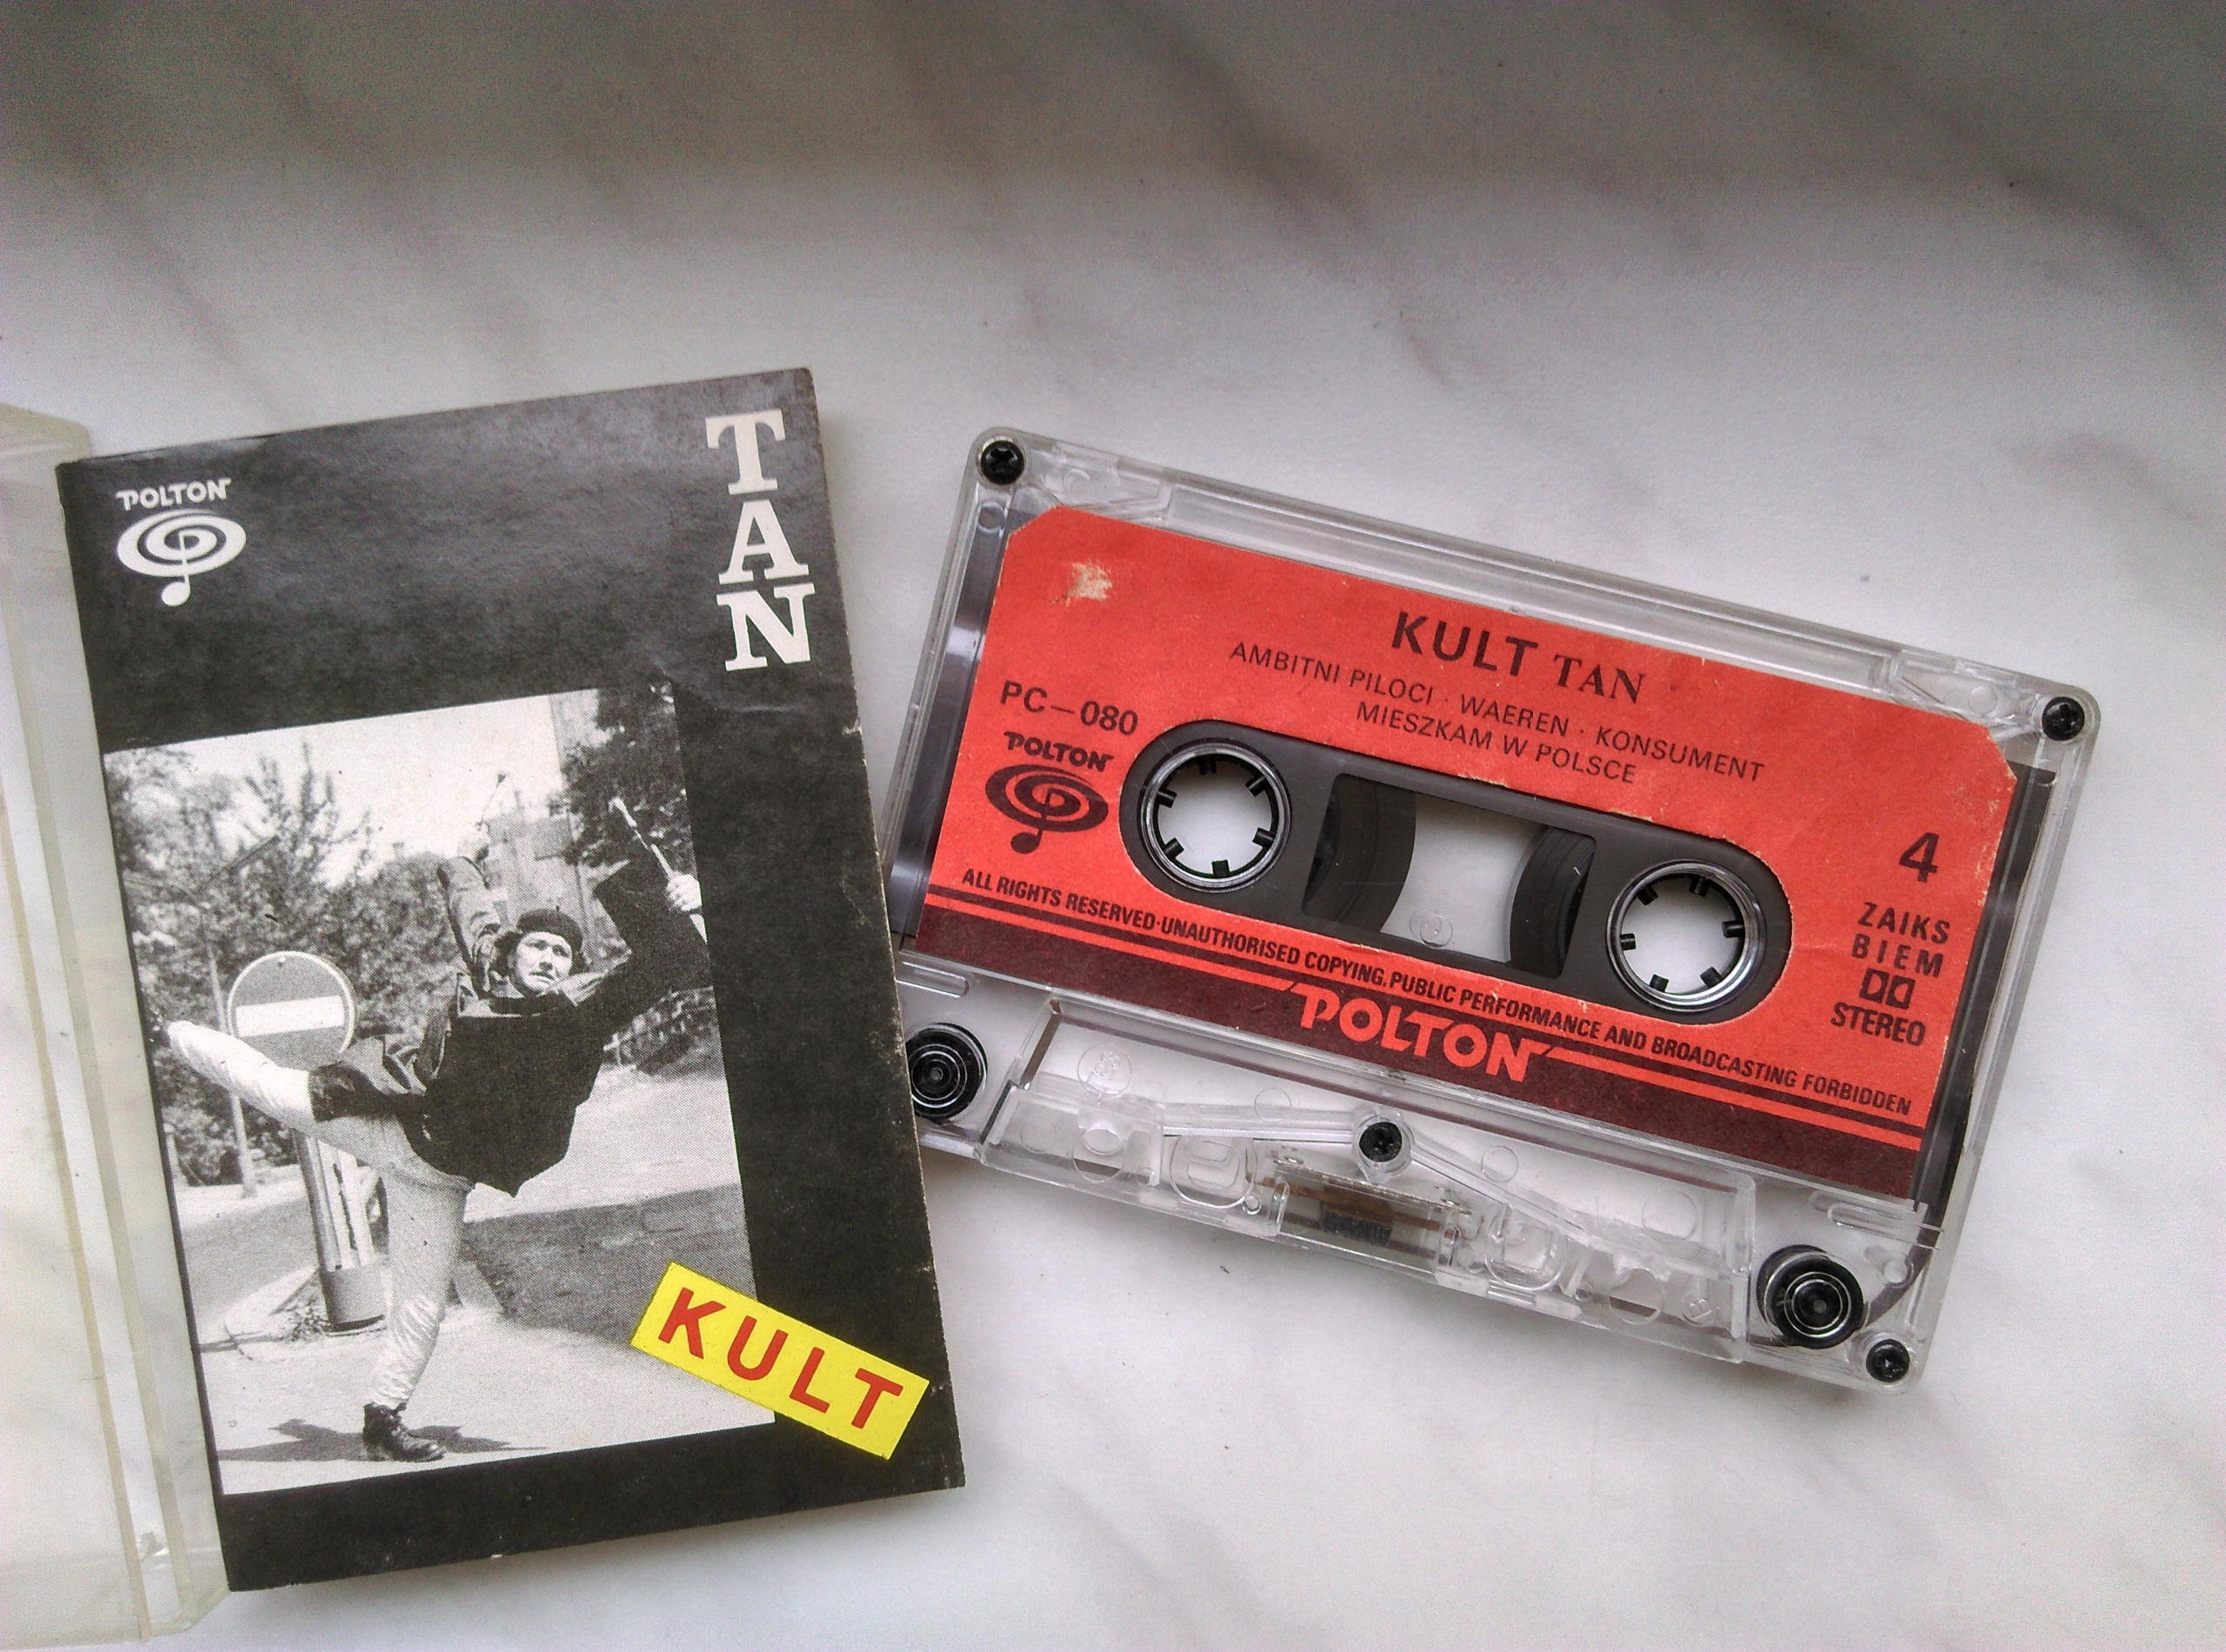 POLTON
TAN
KULT
KULT TAN
AMBITNI PILOCI · WAEREN · KONSUMENT
MIESZKAM W POLSCE
PC—080
POLTON
4
ZAIKS
BIEM
STEREO
ALL RIGHTS RESERVED·UNAUTHORISED COPYING, PUBLIC PERFORMANCE AND BROADCASTING FORBIDDEN
POLTON